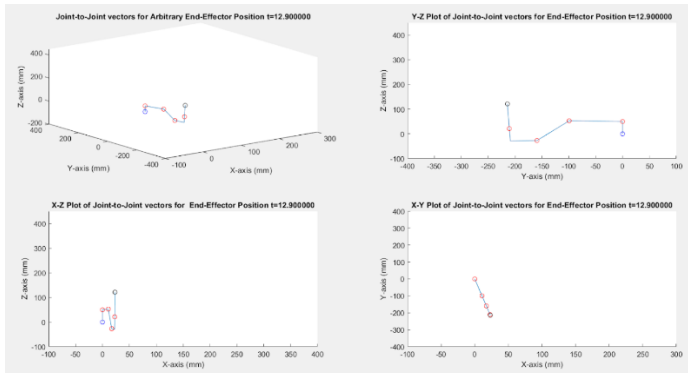 Joint-to-Joint vectors for Arbitrary End-Effector Position t=12.900000
400
200
0
-200
Z-axis (mm)
400
200
0
-200
-400
Y-axis (mm)
-100
0
100
200
300
X-axis (mm)
Y-Z Plot of Joint-to-Joint vectors for End-Effector Position t=12.900000
400
300
200
100
0
-100
Z-axis (mm)
-400 -350 -300 -250 -200 -150 -100 -50 0 50 100
Y-axis (mm)
X-Z Plot of Joint-to-Joint vectors for End-Effector Position t=12.900000
400
300
200
100
0
-100
Z-axis (mm)
-100 -50 0 50 100 150 200 250 300 350 400
X-axis (mm)
X-Y Plot of Joint-to-Joint vectors for End-Effector Position t=12.900000
400
300
200
100
0
-100
-200
-300
-400
Y-axis (mm)
-100 -50 0 50 100 150 200 250 300
X-axis (mm)